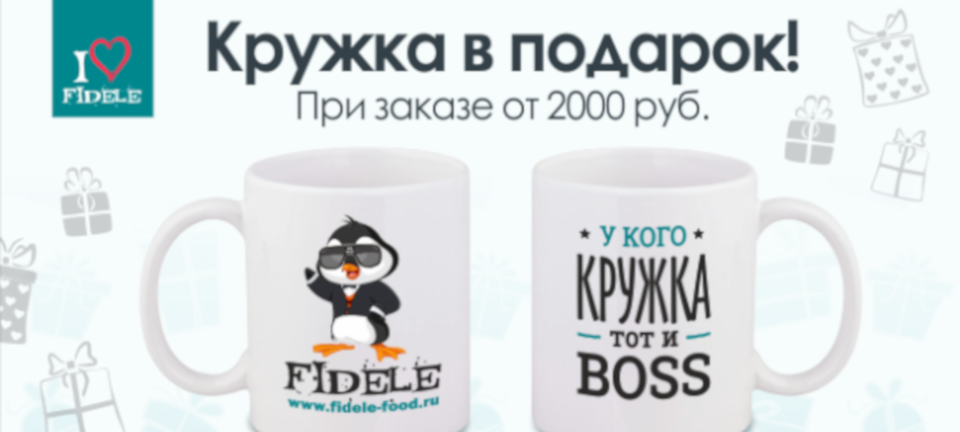 I
FIDELE
Кружка в подарок!
При заказе от 2000 руб.
FIDELE
www.fidele-food.ru
У КОГО
КРУЖКА
ТОТ И
BOSS